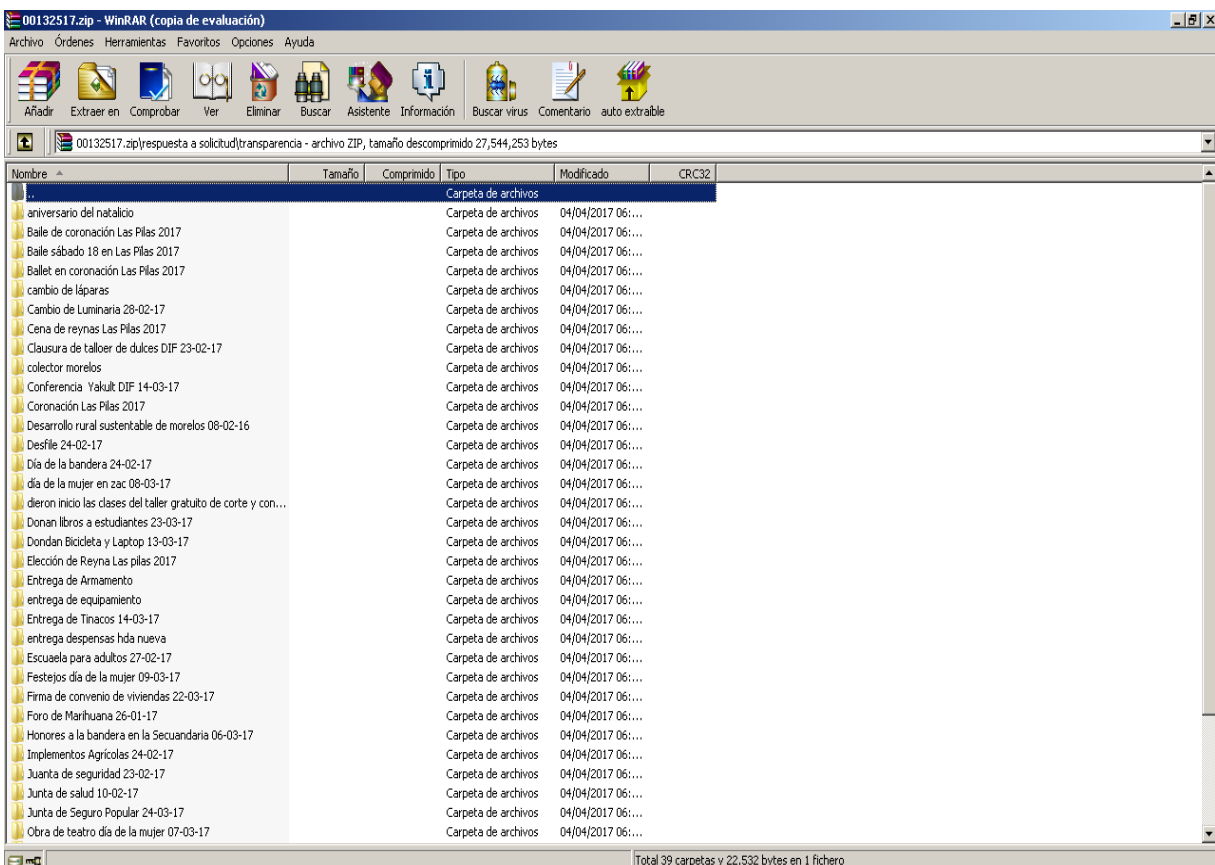 00132517.zip - WinRAR (copia de evaluación)
Archivo Órdenes Herramientas Favoritos Opciones Ayuda
Añadir Extraer en Comprobar Ver Eliminar Buscar Asistente Información Buscar virus Comentario auto extraíble
00132517.zip\respuesta a solicitud\transparencia - archivo ZIP, tamaño descomprimido 27,544,253 bytes
Nombre Tamaño Comprimido Tipo Modificado CRC32
.. Carpeta de archivos
aniversario del natalicio Carpeta de archivos 04/04/2017 06:...
Baile de coronación Las Pilas 2017 Carpeta de archivos 04/04/2017 06:...
Baile sábado 18 en Las Pilas 2017 Carpeta de archivos 04/04/2017 06:...
Ballet en coronación Las Pilas 2017 Carpeta de archivos 04/04/2017 06:...
cambio de láparas Carpeta de archivos 04/04/2017 06:...
Cambio de Luminaria 28-02-17 Carpeta de archivos 04/04/2017 06:...
Cena de reynas Las Pilas 2017 Carpeta de archivos 04/04/2017 06:...
Clausura de talloer de dulces DIF 23-02-17 Carpeta de archivos 04/04/2017 06:...
colector morelos Carpeta de archivos 04/04/2017 06:...
Conferencia Yakult DIF 14-03-17 Carpeta de archivos 04/04/2017 06:...
Coronación Las Pilas 2017 Carpeta de archivos 04/04/2017 06:...
Desarrollo rural sustentable de morelos 08-02-16 Carpeta de archivos 04/04/2017 06:...
Desfile 24-02-17 Carpeta de archivos 04/04/2017 06:...
Día de la bandera 24-02-17 Carpeta de archivos 04/04/2017 06:...
día de la mujer en zac 08-03-17 Carpeta de archivos 04/04/2017 06:...
dieron inicio las clases del taller gratuito de corte y con... Carpeta de archivos 04/04/2017 06:...
Donan libros a estudiantes 23-03-17 Carpeta de archivos 04/04/2017 06:...
Dondan Bicicleta y Laptop 13-03-17 Carpeta de archivos 04/04/2017 06:...
Elección de Reyna Las pilas 2017 Carpeta de archivos 04/04/2017 06:...
Entrega de Armamento Carpeta de archivos 04/04/2017 06:...
entrega de equipamiento Carpeta de archivos 04/04/2017 06:...
Entrega de Tinacos 14-03-17 Carpeta de archivos 04/04/2017 06:...
entrega despensas hda nueva Carpeta de archivos 04/04/2017 06:...
Escuaela para adultos 27-02-17 Carpeta de archivos 04/04/2017 06:...
Festejos día de la mujer 09-03-17 Carpeta de archivos 04/04/2017 06:...
Firma de convenio de viviendas 22-03-17 Carpeta de archivos 04/04/2017 06:...
Foro de Marihuana 26-01-17 Carpeta de archivos 04/04/2017 06:...
Honores a la bandera en la Secuandaria 06-03-17 Carpeta de archivos 04/04/2017 06:...
Implementos Agrícolas 24-02-17 Carpeta de archivos 04/04/2017 06:...
Juanta de seguridad 23-02-17 Carpeta de archivos 04/04/2017 06:...
Junta de salud 10-02-17 Carpeta de archivos 04/04/2017 06:...
Junta de Seguro Popular 24-03-17 Carpeta de archivos 04/04/2017 06:...
Obra de teatro día de la mujer 07-03-17 Carpeta de archivos 04/04/2017 06:...
Total 39 carpetas y 22,532 bytes en 1 fichero